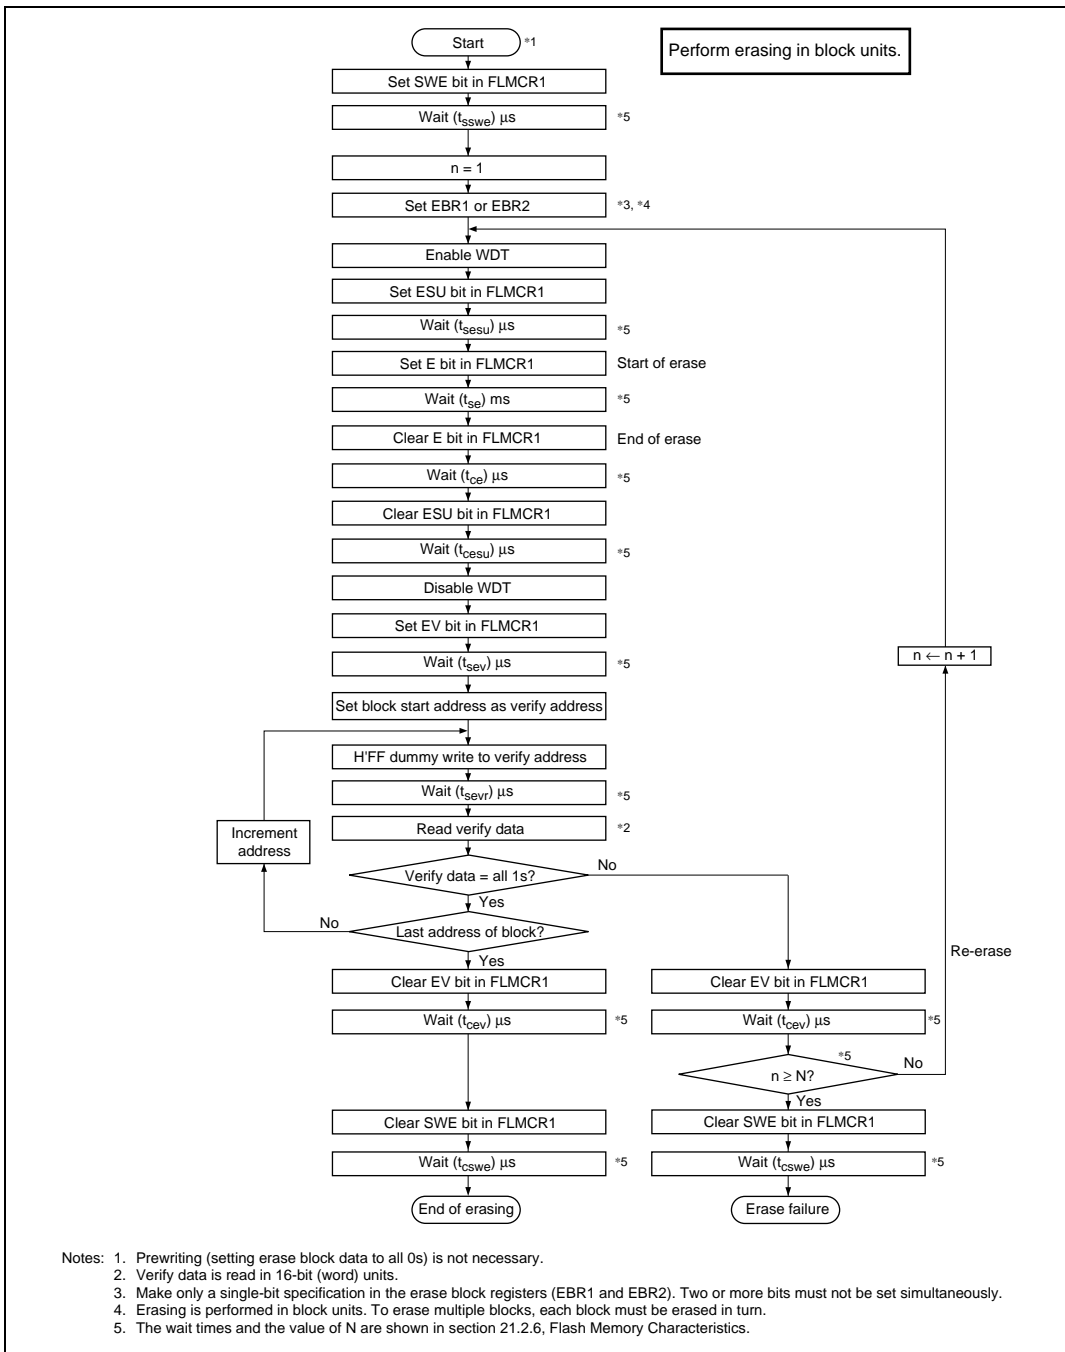 Start *1
Perform erasing in block units.
Set SWE bit in FLMCR1
Wait (tsswe) μs *5
n = 1
Set EBR1 or EBR2 *3, *4
Enable WDT
Set ESU bit in FLMCR1
Wait (tsesu) μs *5
Set E bit in FLMCR1 Start of erase
Wait (tse) ms *5
Clear E bit in FLMCR1 End of erase
Wait (tce) μs *5
Clear ESU bit in FLMCR1
Wait (tcesu) μs *5
Disable WDT
Set EV bit in FLMCR1
Wait (tsev) μs *5
n ← n + 1
Set block start address as verify address
H'FF dummy write to verify address
Wait (tsevr) μs *5
Read verify data *2
Increment
address
Verify data = all 1s?
No
Yes
No
Last address of block?
Yes
Re-erase
Clear EV bit in FLMCR1
Clear EV bit in FLMCR1
Wait (tcev) μs *5
Wait (tcev) μs *5
*5
n ≥ N?
No
Yes
Clear SWE bit in FLMCR1
Clear SWE bit in FLMCR1
Wait (tcswe) μs *5
Wait (tcswe) μs *5
End of erasing
Erase failure
Notes: 1. Prewriting (setting erase block data to all 0s) is not necessary.
2. Verify data is read in 16-bit (word) units.
3. Make only a single-bit specification in the erase block registers (EBR1 and EBR2). Two or more bits must not be set simultaneously.
4. Erasing is performed in block units. To erase multiple blocks, each block must be erased in turn.
5. The wait times and the value of N are shown in section 21.2.6, Flash Memory Characteristics.